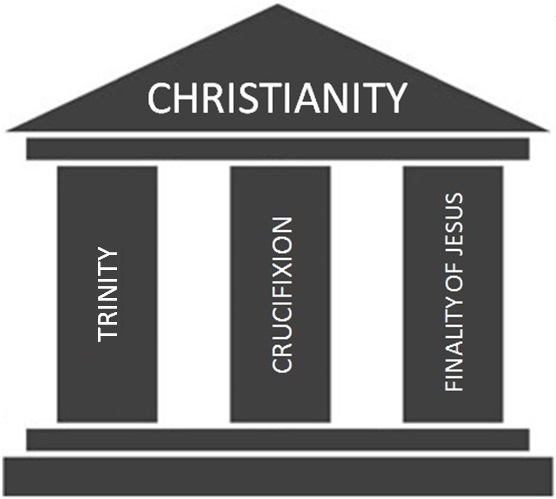 CHRISTIANITY
TRINITY
CRUCIFIXION
FINALITY OF JESUS